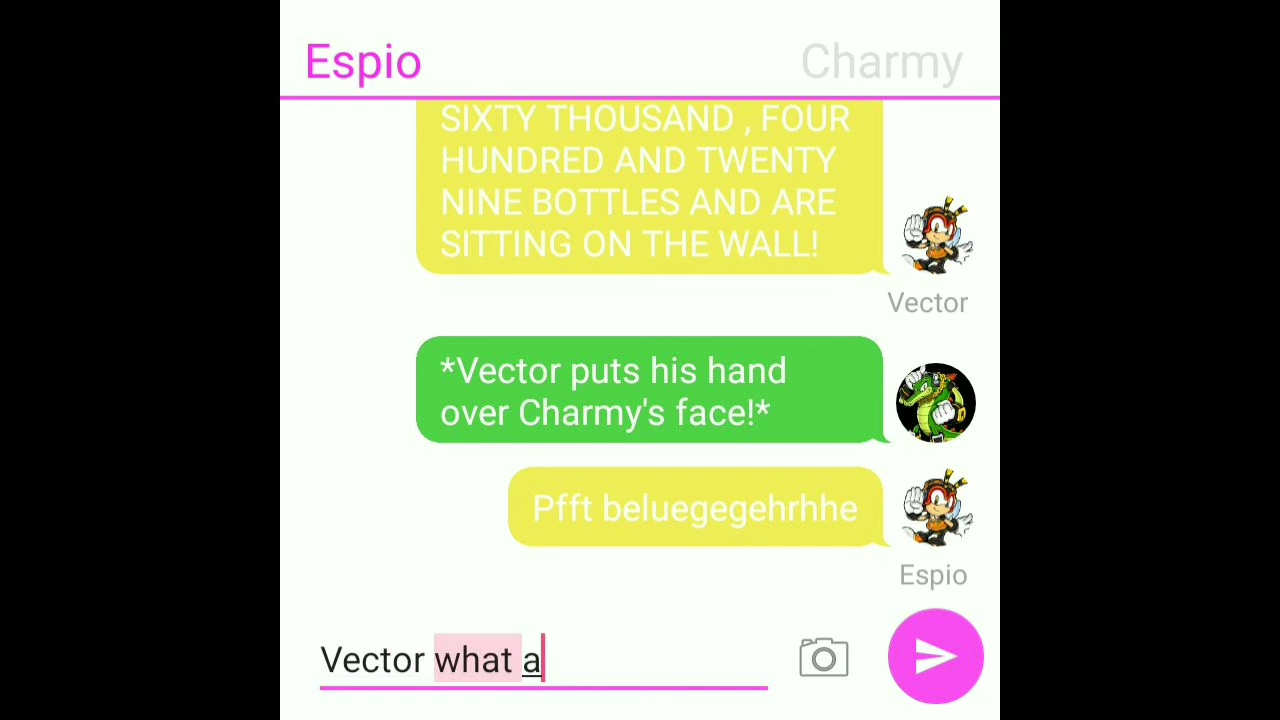 Espio
Charmy
SIXTY THOUSAND , FOUR
HUNDRED AND TWENTY
NINE BOTTLES AND ARE
SITTING ON THE WALL!
Vector
*Vector puts his hand
over Charmy's face!*
Pfft beluegegehrhhe
Espio
Vector what a